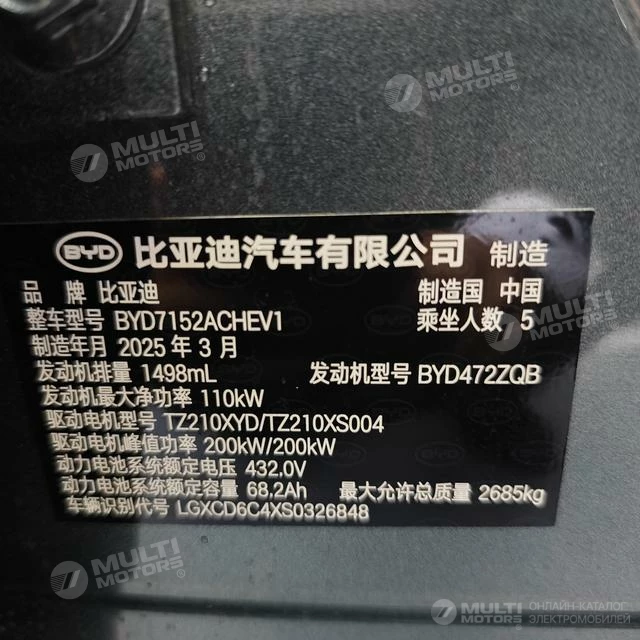 MULTI
MOTORS®
MULTI
MOTORS®
BYD 比亚迪汽车有限公司 制造
品 牌 比亚迪 制造国 中国
整车型号 BYD7152ACHEV1 乘坐人数 5
制造年月 2025 年 3 月
发动机排量 1498mL 发动机型号 BYD472ZQB
发动机最大净功率 110kW
驱动电机型号 TZ210XYD/TZ210XS004
驱动电机峰值功率 200kW/200kW
动力电池系统额定电压 432.0V
动力电池系统额定容量 68.2Ah 最大允许总质量 2685kg
车辆识别代号 LGXCD6C4XS0326848
MULTI
MOTORS®
MULTI
MOTORS
ОНЛАЙН-КАТАЛОГ
ЭЛЕКТРОМОБИЛЕЙ